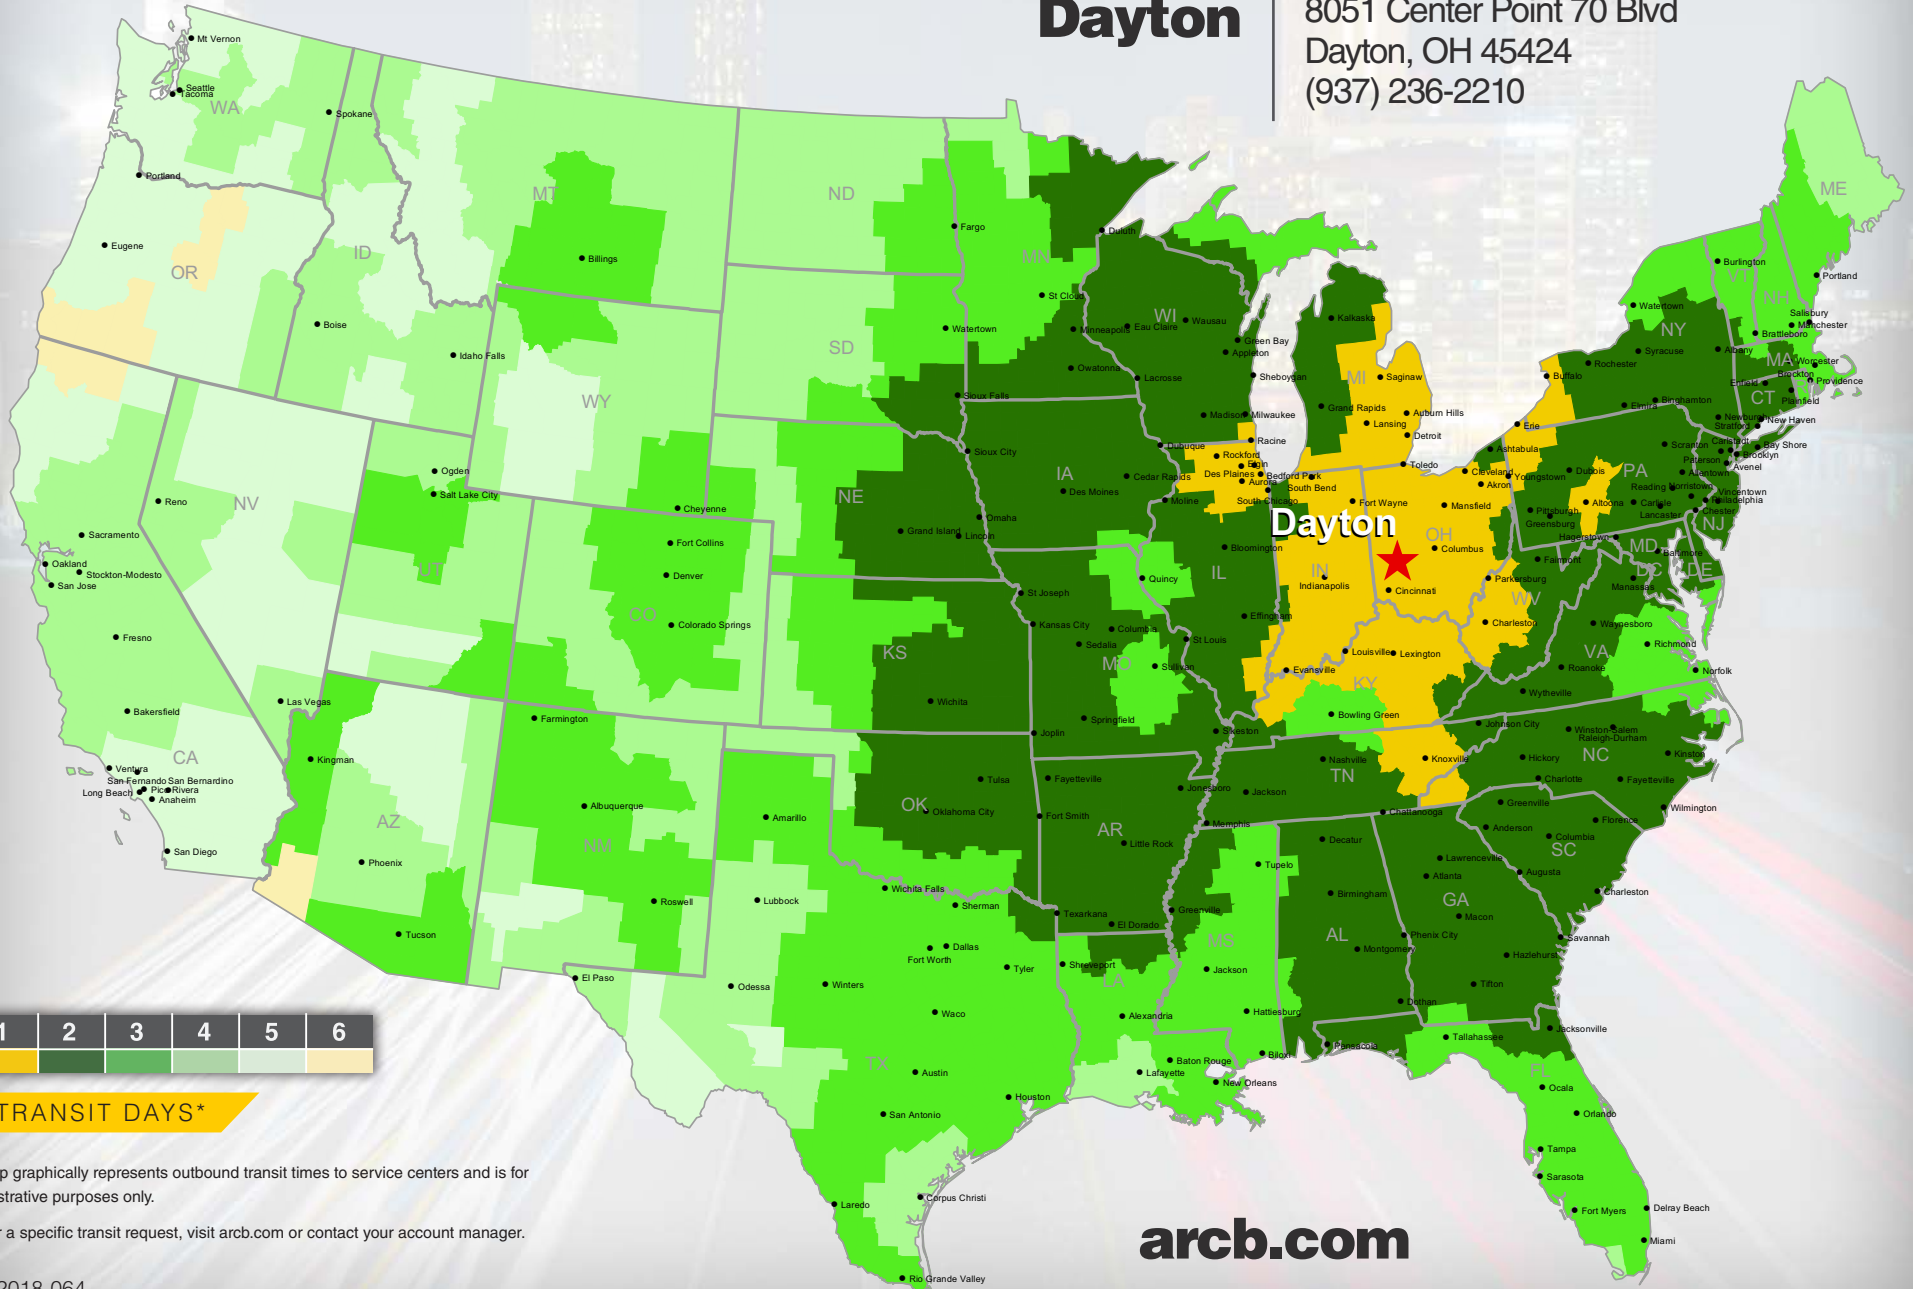 Dayton
8051 Center Point 70 Blvd
Dayton, OH 45424
(937) 236-2210
Mt Vernon
Seattle
Tacoma
WA
Spokane
Portland
Eugene
OR
ID
Boise
Idaho Falls
MT
Billings
ND
Fargo
MN
Duluth
St Cloud
Minneapolis
Owatonna
Watertown
SD
Sioux Falls
WY
Cheyenne
WI
Eau Claire
Wausau
Green Bay
Appleton
Sheboygan
Lacrosse
Madison
Milwaukee
Racine
MI
Kalkaska
Saginaw
Grand Rapids
Lansing
Auburn Hills
Detroit
ME
Portland
Burlington
VT
NH
Salisbury
Manchester
Brattleboro
Watertown
NY
Syracuse
Rochester
Buffalo
Albany
MA
Worcester
Brockton
Providence
Enfield
CT
RI
Plainfield
Binghamton
Elmira
Newburgh
New Haven
Stratford
Bay Shore
Carlstadt
Brooklyn
Paterson
Avenel
Scranton
Allentown
Erie
Ashtabula
Youngstown
Cleveland
Akron
Toledo
Mansfield
OH
Columbus
Cincinnati
Dayton
Dubois
PA
Altoona
Reading
Norristown
Vincentown
Philadelphia
Carlisle
Lancaster
Chester
NJ
Pittsburgh
Greensburg
Hagerstown
MD
Baltimore
DC
DE
Manassas
Fairmont
Parkersburg
WV
Charleston
Waynesboro
Richmond
VA
Roanoke
Norfolk
Wytheville
Dubuque
Rockford
Elgin
Des Plaines
Bedford Park
Aurora
South Chicago
South Bend
Fort Wayne
Moline
IA
Cedar Rapids
Des Moines
Sioux City
Omaha
NE
Grand Island
Lincoln
Bloomington
IL
IN
Indianapolis
Quincy
Effingham
Evansville
Louisville
Lexington
KY
Bowling Green
St Joseph
Kansas City
Columbia
Sedalia
MO
Sullivan
St Louis
Springfield
Joplin
Sikeston
KS
Wichita
Reno
NV
Ogden
Salt Lake City
UT
Fort Collins
Denver
CO
Colorado Springs
Sacramento
Oakland
Stockton-Modesto
San Jose
Fresno
Bakersfield
CA
Ventura
San Fernando
San Bernardino
Pico Rivera
Long Beach
Anaheim
San Diego
Las Vegas
Kingman
AZ
Phoenix
Tucson
Farmington
Albuquerque
NM
Roswell
El Paso
Amarillo
Lubbock
Odessa
Wichita Falls
Sherman
Dallas
Fort Worth
Tyler
Winters
Waco
TX
Austin
San Antonio
Houston
Corpus Christi
Laredo
Rio Grande Valley
OK
Tulsa
Oklahoma City
Fayetteville
Fort Smith
AR
Little Rock
Jonesboro
Texarkana
El Dorado
Shreveport
LA
Alexandria
Baton Rouge
Lafayette
New Orleans
Greenville
MS
Jackson
Hattiesburg
Biloxi
Tupelo
Memphis
Jackson
Nashville
TN
Knoxville
Chattanooga
Johnson City
Winston-Salem
Raleigh-Durham
NC
Hickory
Kinston
Charlotte
Fayetteville
Wilmington
Greenville
Florence
Anderson
Columbia
SC
Charleston
Augusta
Lawrenceville
Atlanta
GA
Macon
Savannah
Hazlehurst
Tifton
Decatur
Birmingham
AL
Phenix City
Montgomery
Dothan
Pensacola
Tallahassee
Jacksonville
FL
Ocala
Orlando
Tampa
Sarasota
Fort Myers
Delray Beach
Miami
1 2 3 4 5 6
TRANSIT DAYS*
p graphically represents outbound transit times to service centers and is for
strative purposes only.
r a specific transit request, visit arcb.com or contact your account manager.
2018-064
arcb.com